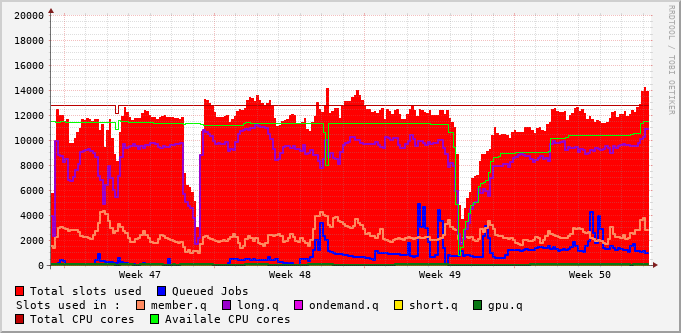 20000
18000
16000
14000
12000
10000
8000
6000
4000
2000
0
Week 47 Week 48 Week 49 Week 50
RRDTOOL / TOBI OETIKER
Total slots used Queued Jobs
Slots used in : member.q long.q ondemand.q short.q gpu.q
Total CPU cores Availale CPU cores